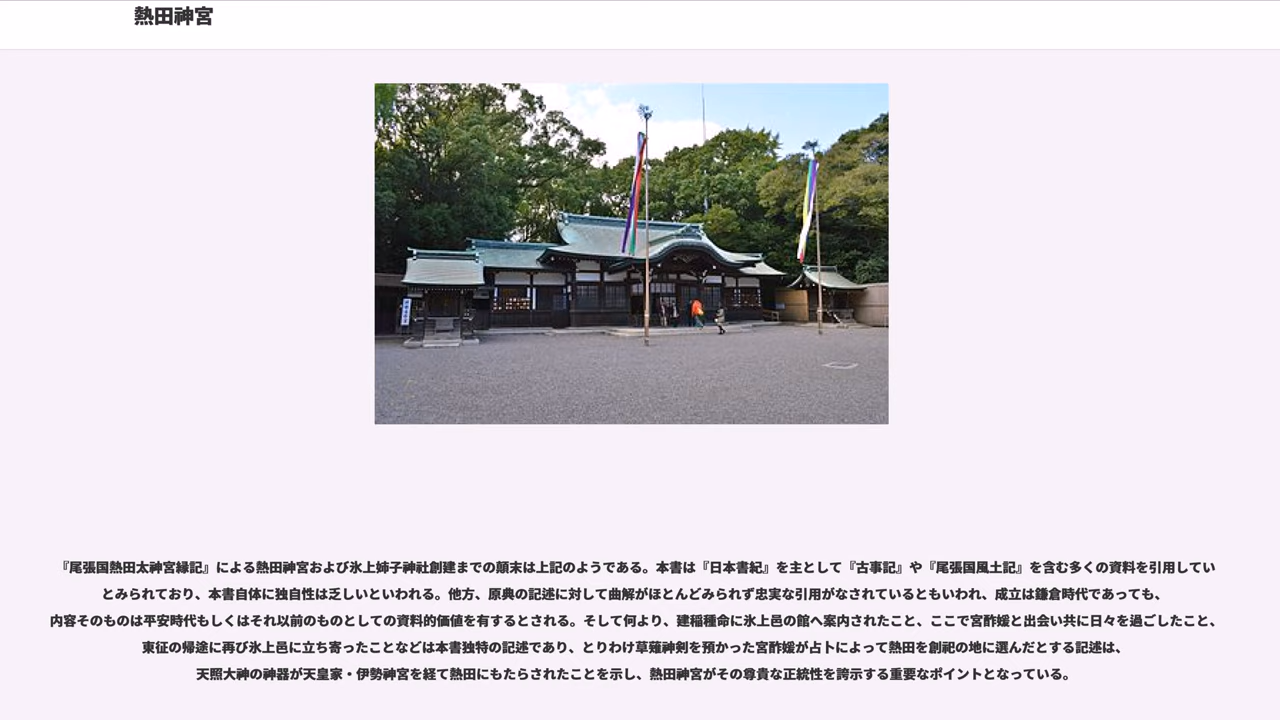 熱田神宮
『尾張国熱田太神宮縁記』による熱田神宮および氷上姉子神社創建までの顛末は上記のようである。本書は『日本書紀』を主として『古事記』や『尾張国風土記』を含む多くの資料を引用してい
とみられており、本書自体に独自性は乏しいといわれる。他方、原典の記述に対して曲解がほとんどみられず忠実な引用がなされているともいわれ、成立は鎌倉時代であっても、
内容そのものは平安時代もしくはそれ以前のものとしての資料的価値を有するとされる。そして何より、建稲種命に氷上邑の館へ案内されたこと、ここで宮酢媛と出会い共に日々を過ごしたこと、
東征の帰途に再び氷上邑に立ち寄ったことなどは本書独特の記述であり、とりわけ草薙神剣を預かった宮酢媛が占卜によって熱田を創祀の地に選んだとする記述は、
天照大神の神器が天皇家・伊勢神宮を経て熱田にもたらされたことを示し、熱田神宮がその尊貴な正統性を誇示する重要なポイントとなっている。